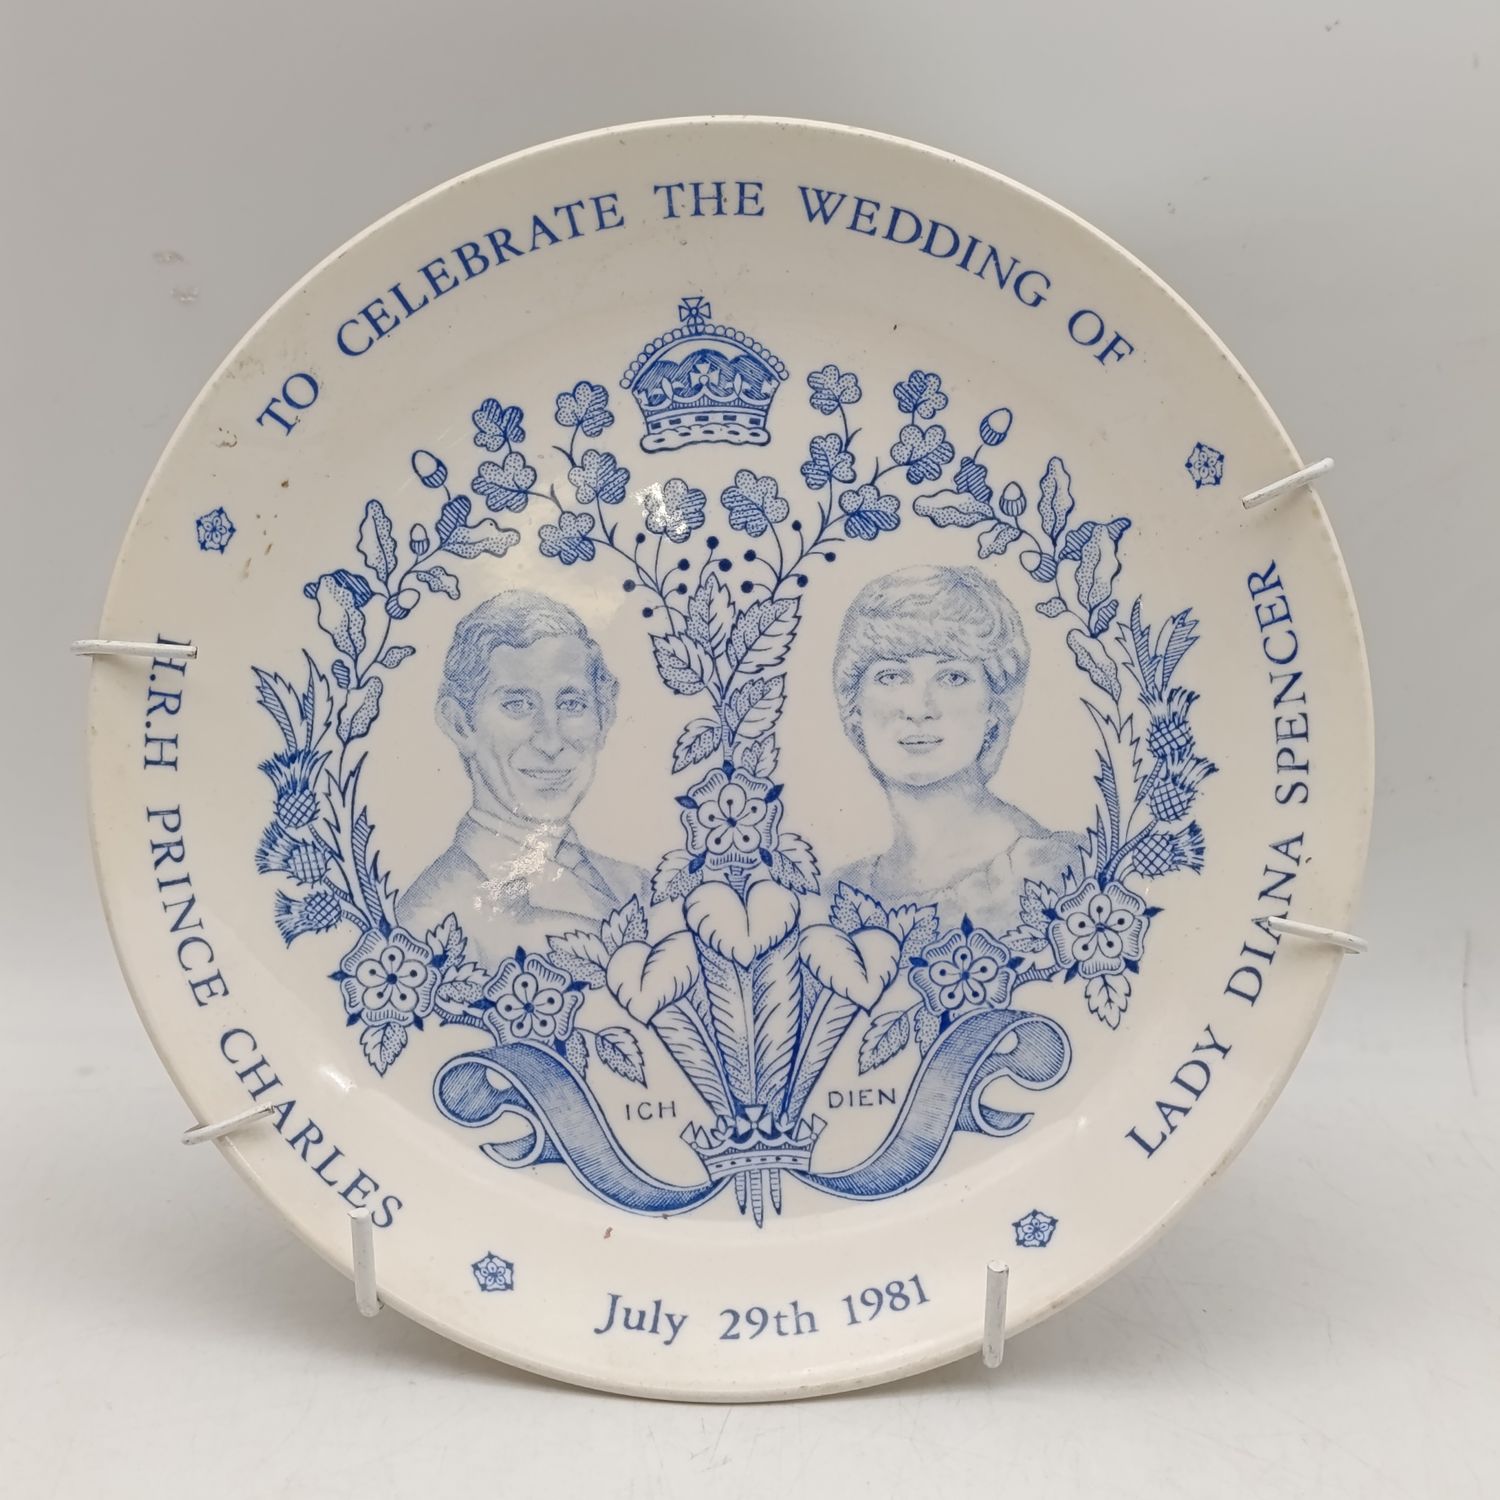 TO CELEBRATE THE WEDDING OF
H.R.H PRINCE CHARLES
LADY DIANA SPENCER
ICH DIEN
July 29th 1981